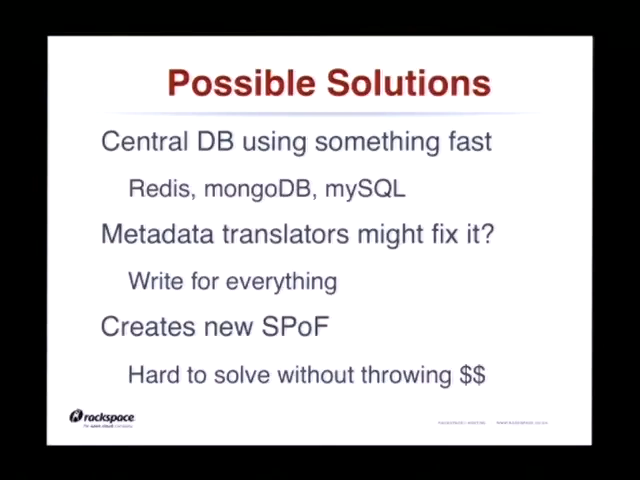 Possible Solutions
Central DB using something fast
Redis, mongoDB, mySQL
Metadata translators might fix it?
Write for everything
Creates new SPoF
Hard to solve without throwing $$
rackspace